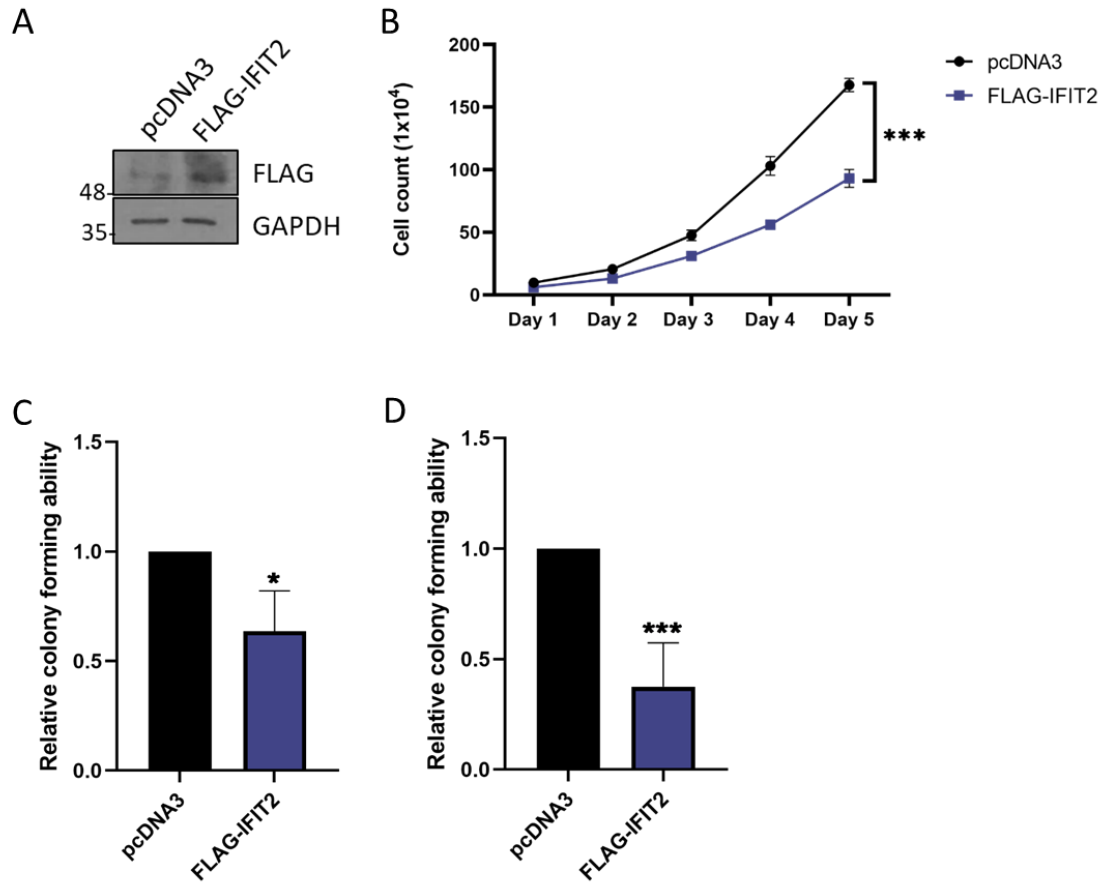 A
pcDNA3
FLAG-IFIT2
48
FLAG
35
GAPDH
B
Cell count (1x10⁴)
200
150
100
50
0
Day 1 Day 2 Day 3 Day 4 Day 5
pcDNA3
FLAG-IFIT2
***
C
Relative colony forming ability
1.5
1.0
0.5
0.0
*
pcDNA3
FLAG-IFIT2
D
Relative colony forming ability
1.5
1.0
0.5
0.0
***
pcDNA3
FLAG-IFIT2